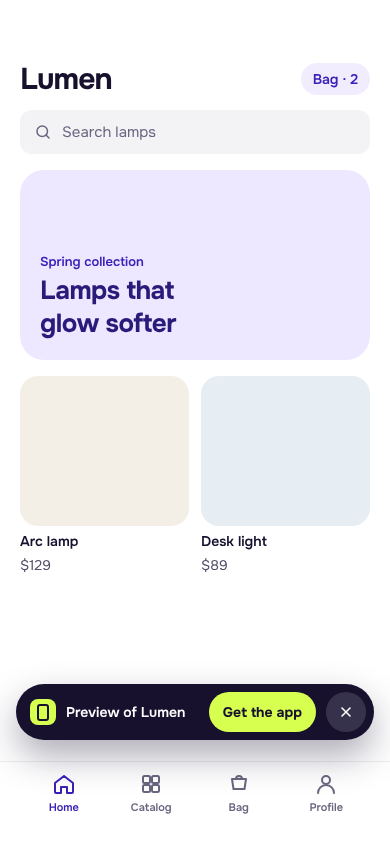 Lumen
Bag · 2
Search lamps
Spring collection
Lamps that
glow softer
Arc lamp
$129
Desk light
$89
Preview of Lumen
Get the app
Home
Catalog
Bag
Profile